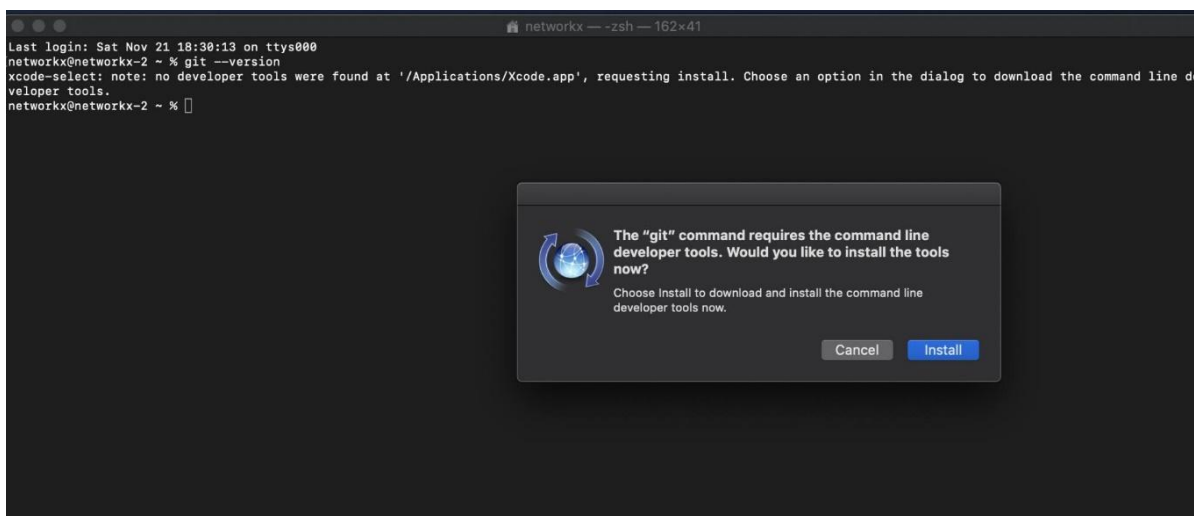 networkx — -zsh — 162×41
Last login: Sat Nov 21 18:30:13 on ttys000
networkx@networkx-2 ~ % git --version
xcode-select: note: no developer tools were found at '/Applications/Xcode.app', requesting install. Choose an option in the dialog to download the command line de
veloper tools.
networkx@networkx-2 ~ %
The “git” command requires the command line
developer tools. Would you like to install the tools
now?
Choose Install to download and install the command line
developer tools now.
Cancel
Install